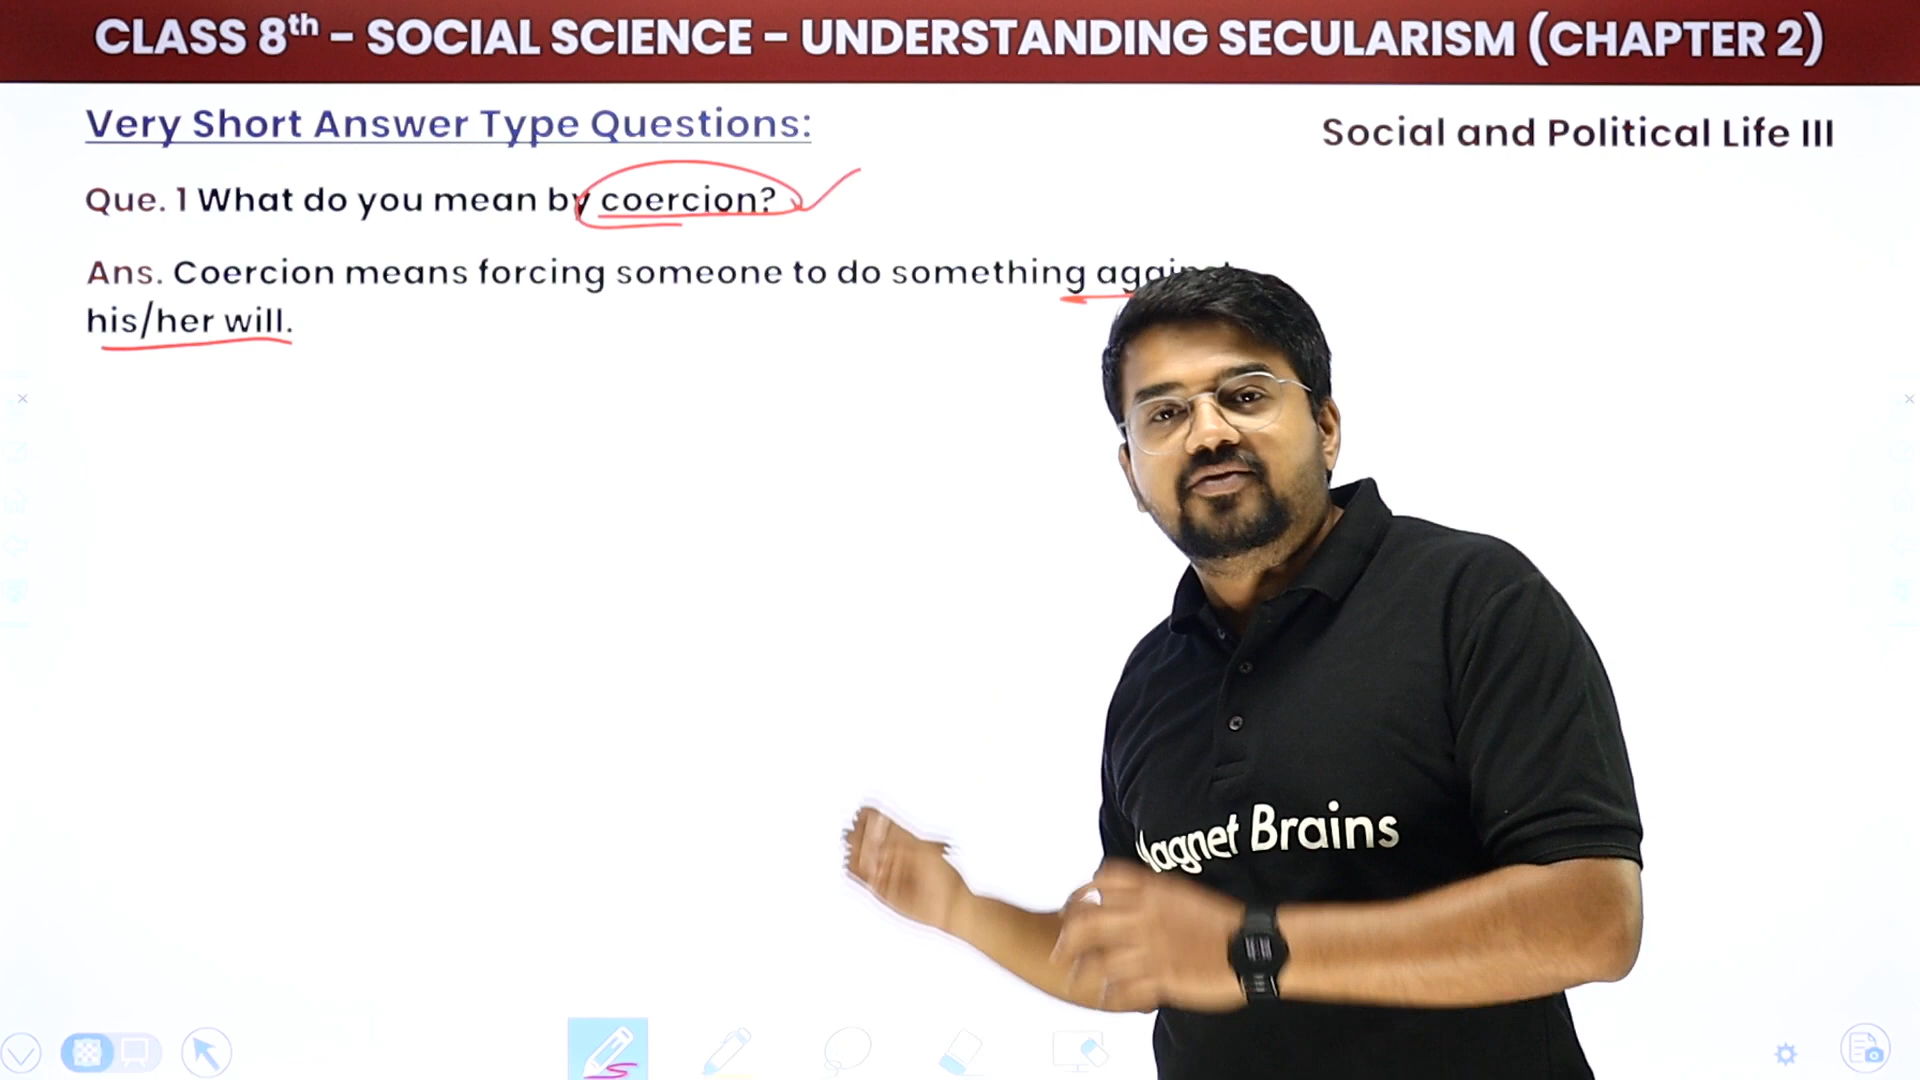 CLASS 8th – SOCIAL SCIENCE – UNDERSTANDING SECULARISM (CHAPTER 2)
Very Short Answer Type Questions:
Social and Political Life III
Que. 1 What do you mean by coercion?
Ans. Coercion means forcing someone to do something against
his/her will.
Magnet Brains